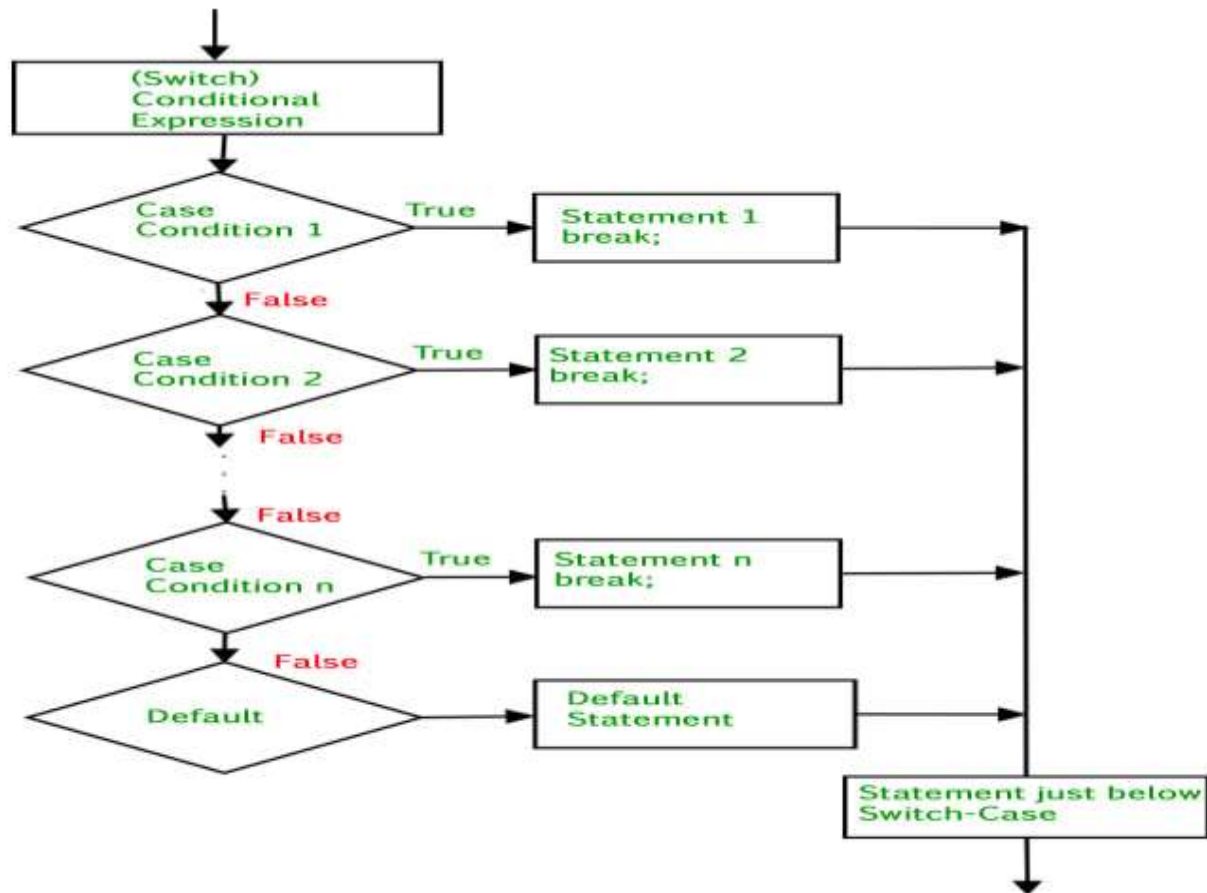 (Switch)
Conditional
Expression
Case
Condition 1
True
Statement 1
break;
False
Case
Condition 2
True
Statement 2
break;
False
False
Case
Condition n
True
Statement n
break;
False
Default
Default
Statement
Statement just below
Switch-Case